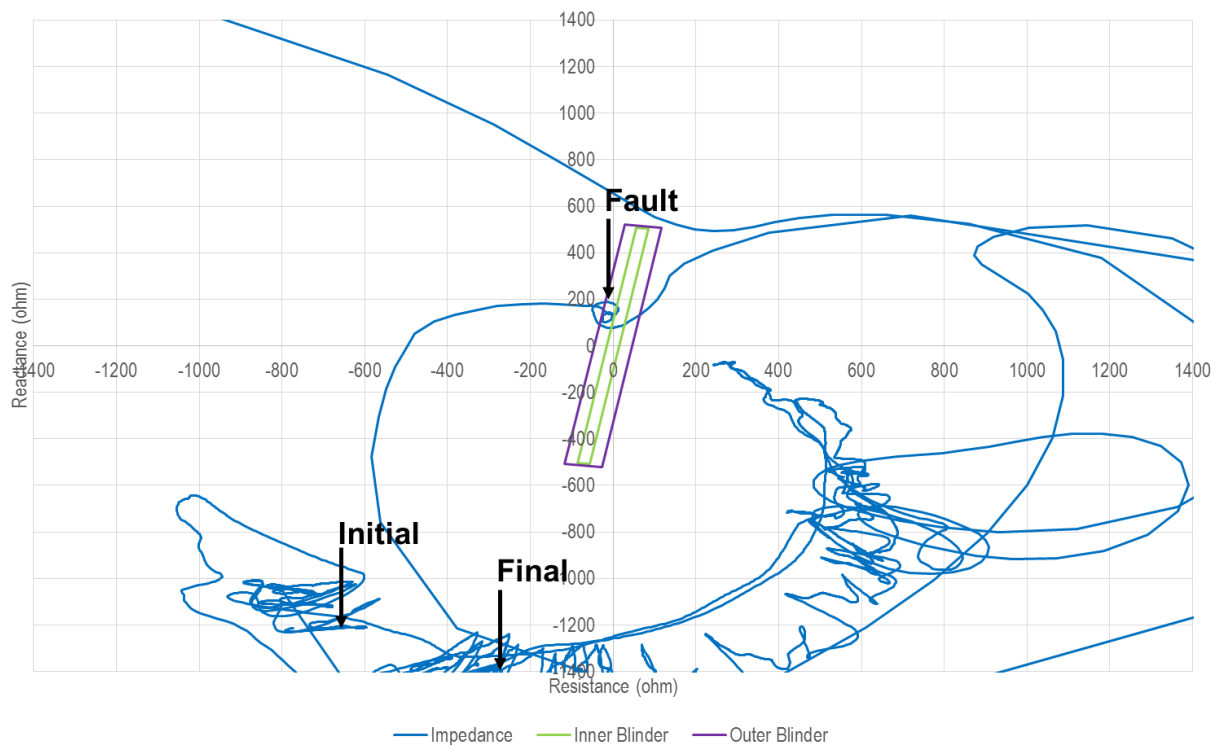 1400
1200
1000
800
600
Fault
400
200
0
-1400 -1200 -1000 -800 -600 -400 -200 0 200 400 600 800 1000 1200 1400
-200
-400
-600
Initial
-800
Final
-1000
-1200
-1400
Reactance (ohm)
Resistance (ohm)
Impedance Inner Blinder Outer Blinder